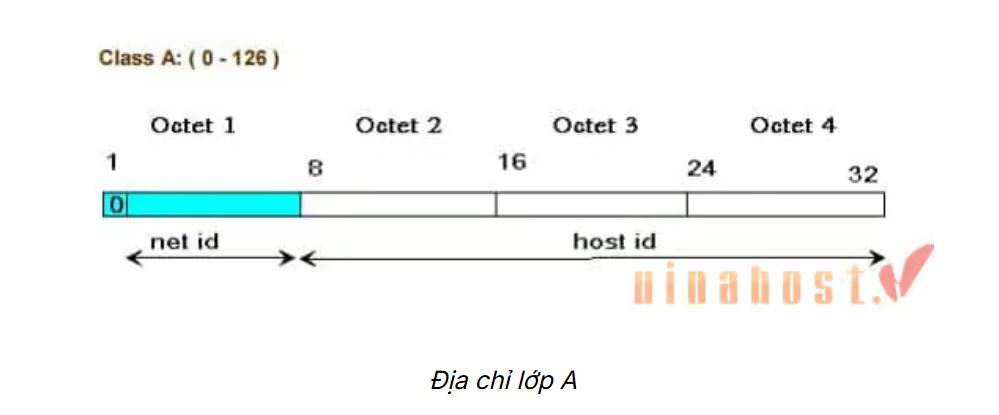 Class A: ( 0 - 126 )
Octet 1 Octet 2 Octet 3 Octet 4
1 8 16 24 32
0
net id host id
vinahost.
Địa chỉ lớp A